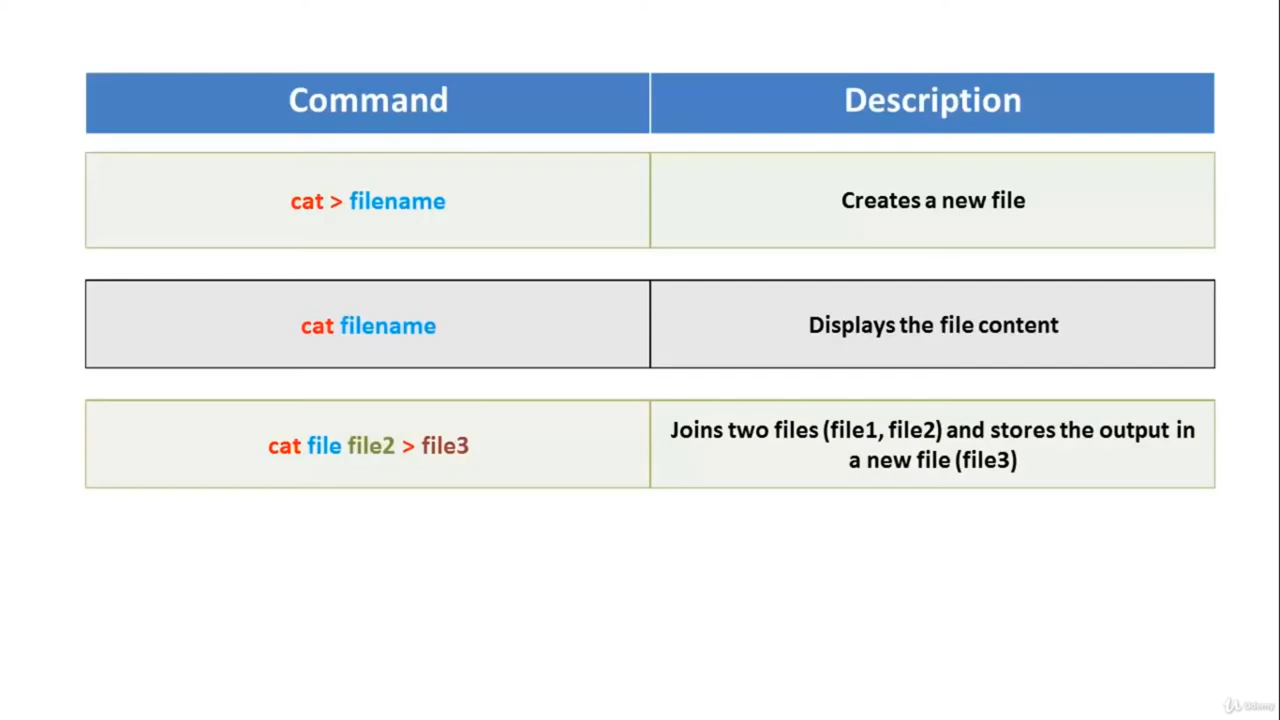 Command
Description
cat > filename
Creates a new file
cat filename
Displays the file content
cat file file2 > file3
Joins two files (file1, file2) and stores the output in
a new file (file3)
Udemy